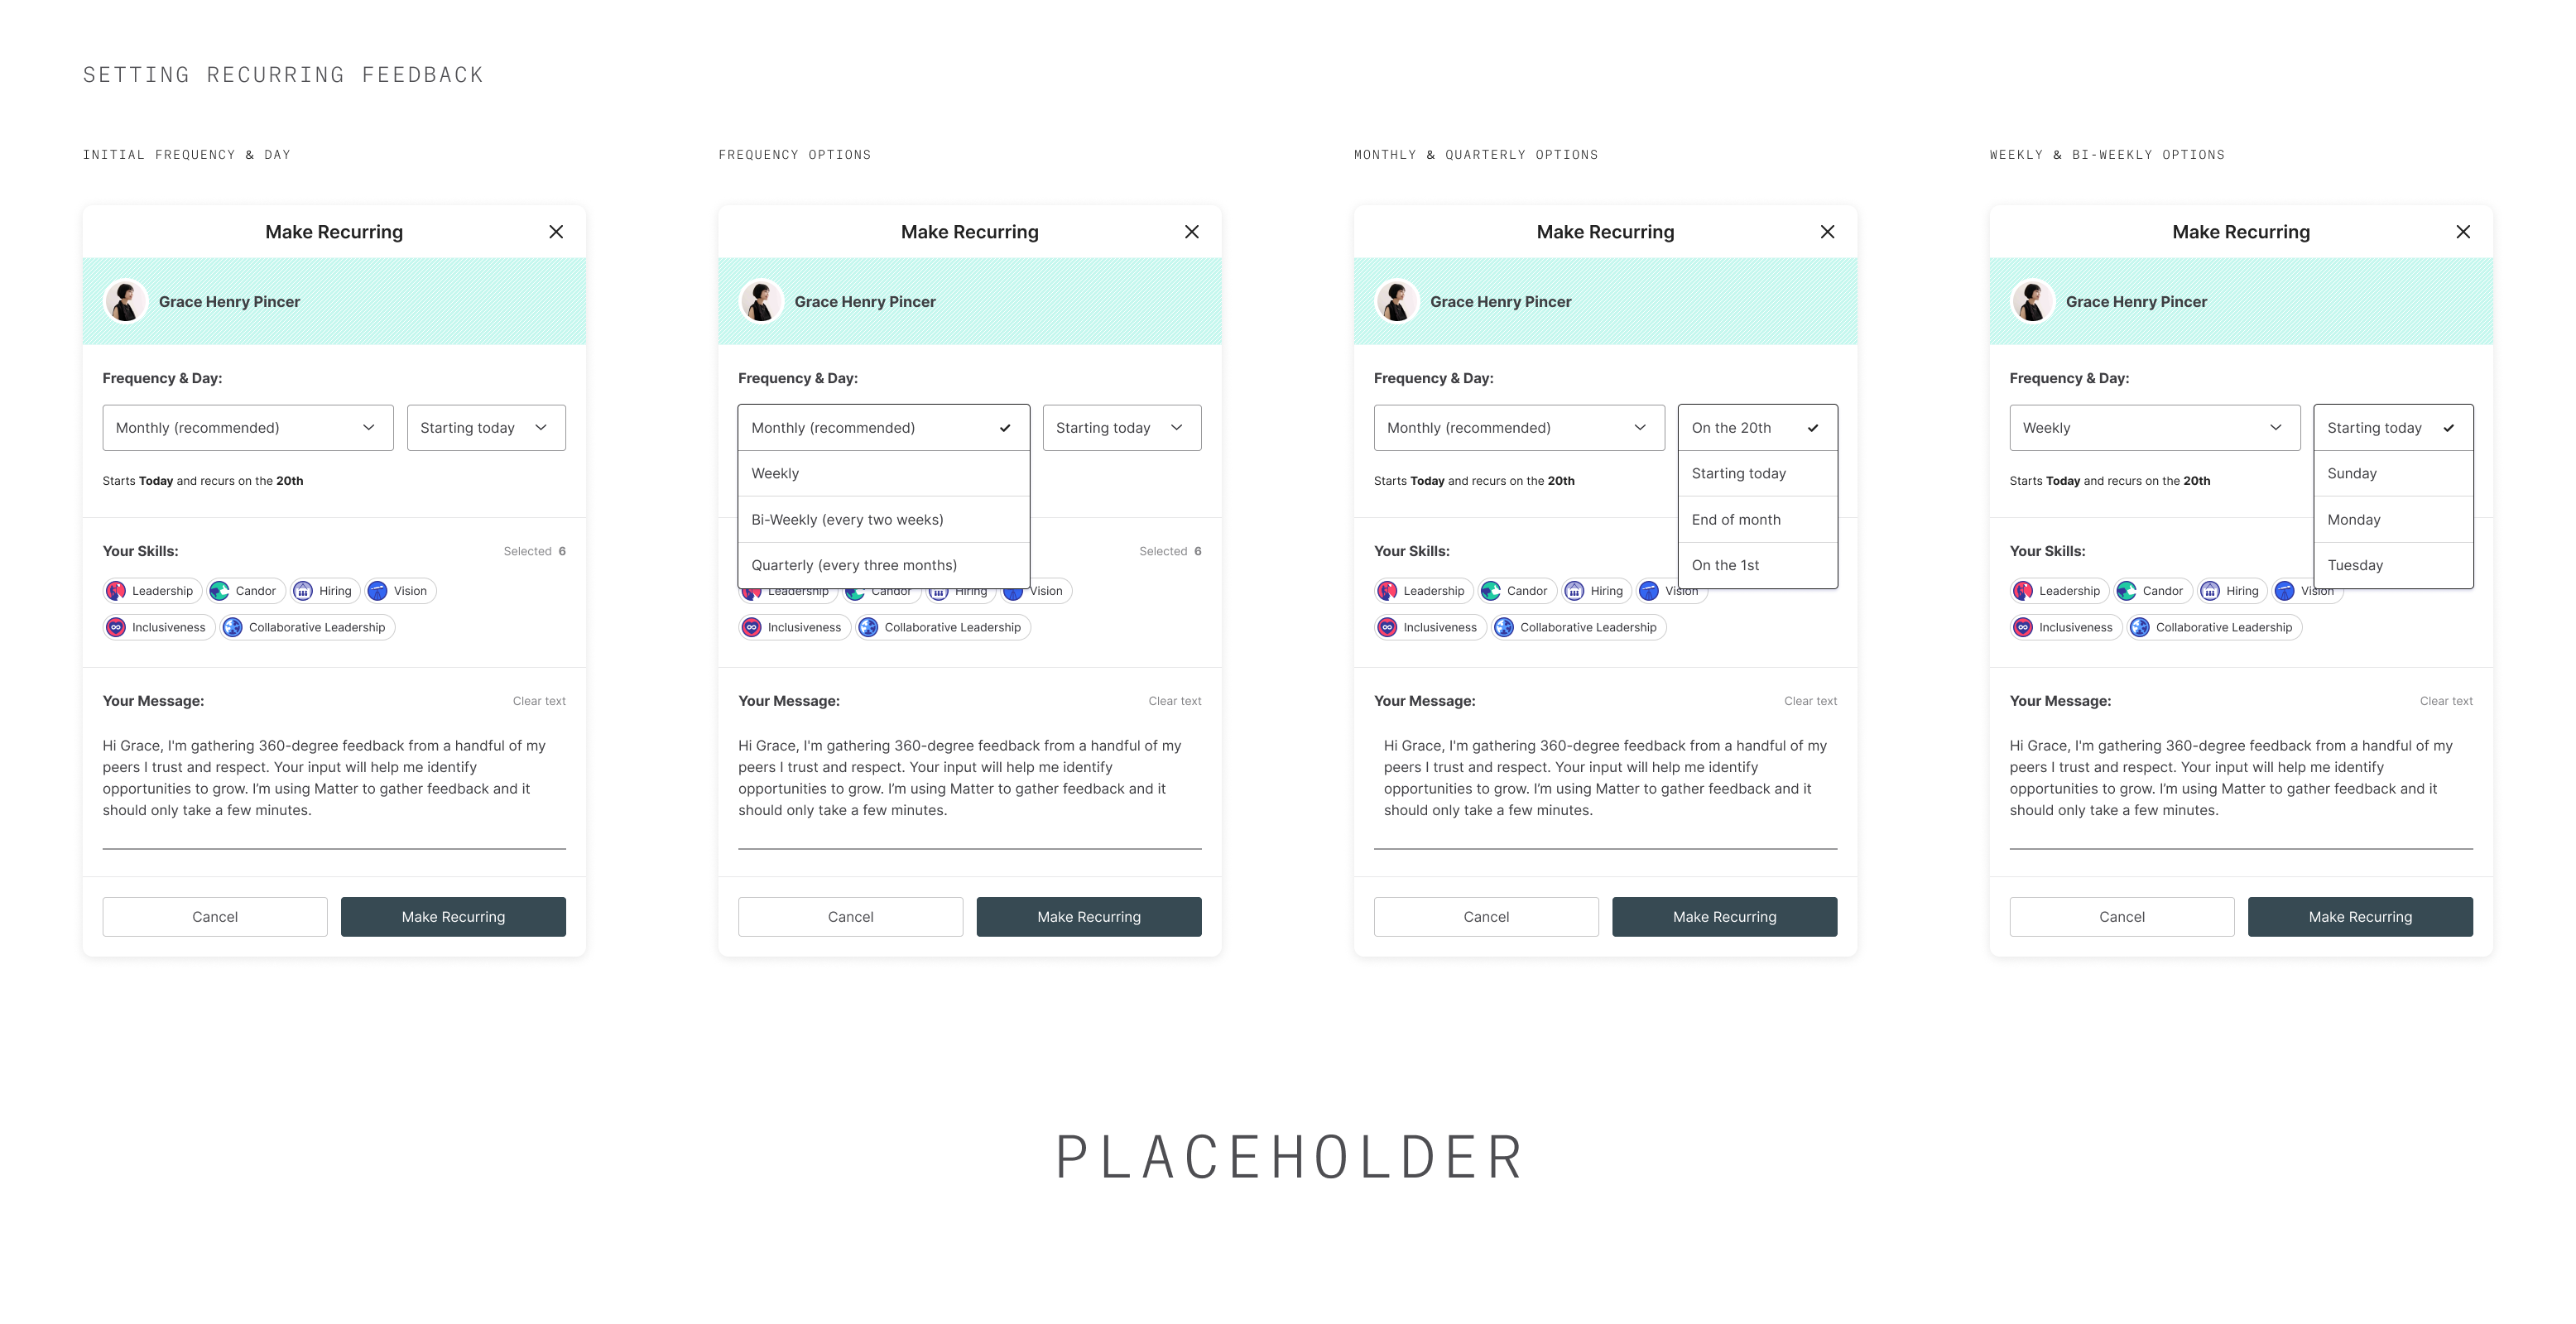 SETTING RECURRING FEEDBACK
INITIAL FREQUENCY & DAY
Make Recurring
Grace Henry Pincer
Frequency & Day:
Monthly (recommended)
Starting today
Starts Today and recurs on the 20th
Your Skills:
Selected 6
Leadership
Candor
Hiring
Vision
Inclusiveness
Collaborative Leadership
Your Message:
Clear text
Hi Grace, I'm gathering 360-degree feedback from a handful of my
peers I trust and respect. Your input will help me identify
opportunities to grow. I’m using Matter to gather feedback and it
should only take a few minutes.
Cancel
Make Recurring
FREQUENCY OPTIONS
Make Recurring
Grace Henry Pincer
Frequency & Day:
Monthly (recommended)
Starting today
Weekly
Bi-Weekly (every two weeks)
Quarterly (every three months)
Selected 6
Leadership
Candor
Hiring
Vision
Inclusiveness
Collaborative Leadership
Your Message:
Clear text
Hi Grace, I'm gathering 360-degree feedback from a handful of my
peers I trust and respect. Your input will help me identify
opportunities to grow. I’m using Matter to gather feedback and it
should only take a few minutes.
Cancel
Make Recurring
MONTHLY & QUARTERLY OPTIONS
Make Recurring
Grace Henry Pincer
Frequency & Day:
Monthly (recommended)
On the 20th
Starting today
End of month
On the 1st
Starts Today and recurs on the 20th
Your Skills:
Leadership
Candor
Hiring
Vision
Inclusiveness
Collaborative Leadership
Your Message:
Clear text
Hi Grace, I'm gathering 360-degree feedback from a handful of my
peers I trust and respect. Your input will help me identify
opportunities to grow. I’m using Matter to gather feedback and it
should only take a few minutes.
Cancel
Make Recurring
WEEKLY & BI-WEEKLY OPTIONS
Make Recurring
Grace Henry Pincer
Frequency & Day:
Weekly
Starting today
Sunday
Monday
Tuesday
Starts Today and recurs on the 20th
Your Skills:
Leadership
Candor
Hiring
Vision
Inclusiveness
Collaborative Leadership
Your Message:
Clear text
Hi Grace, I'm gathering 360-degree feedback from a handful of my
peers I trust and respect. Your input will help me identify
opportunities to grow. I’m using Matter to gather feedback and it
should only take a few minutes.
Cancel
Make Recurring
PLACEHOLDER